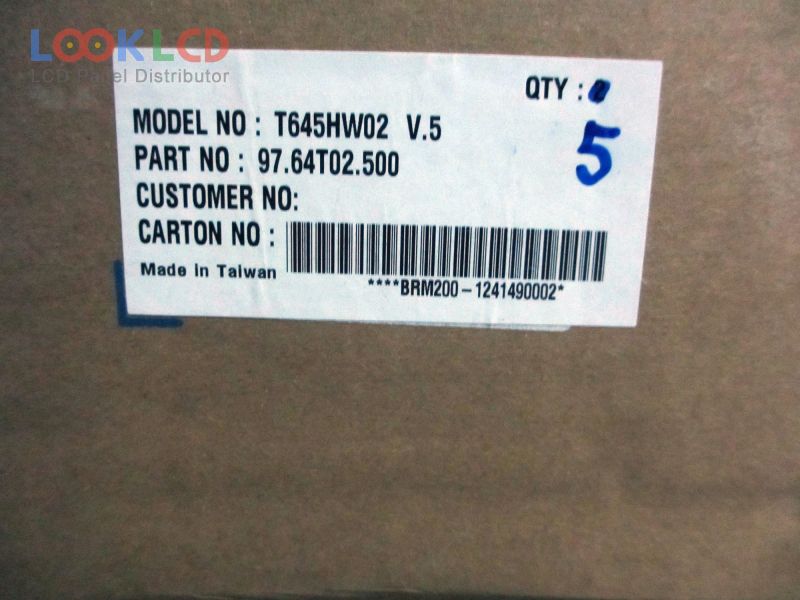 LOOKLCD
LCD Panel Distributor
QTY :
5
MODEL NO : T645HW02 V.5
PART NO : 97.64T02.500
CUSTOMER NO:
CARTON NO :
Made in Taiwan
****BRM200-1241490002*